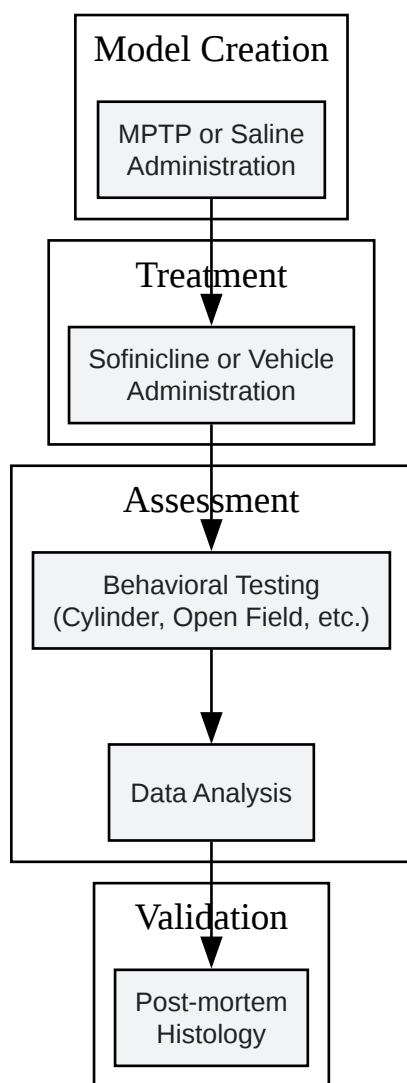 Model Creation
MPTP or Saline
Administration
Treatment
Sofinicline or Vehicle
Administration
Assessment
Behavioral Testing
(Cylinder, Open Field, etc.)
Data Analysis
Validation
Post-mortem
Histology